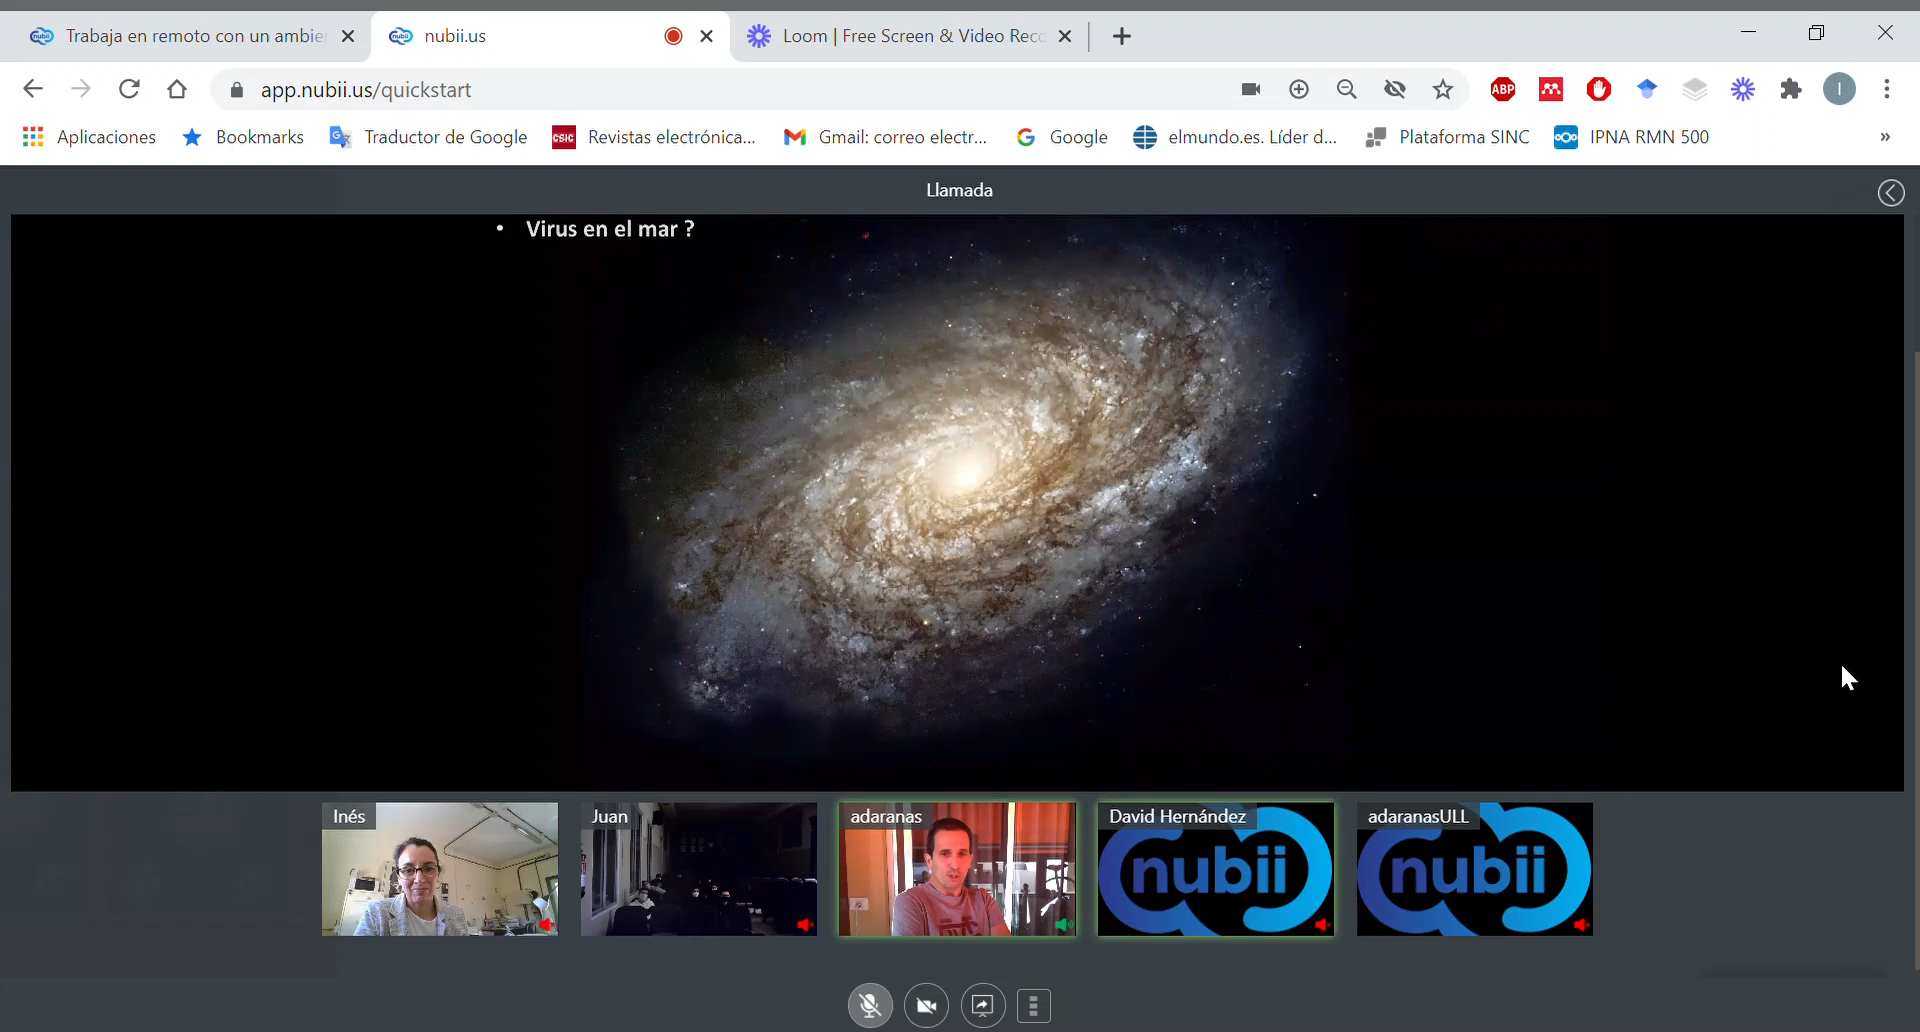 Trabaja en remoto con un ambie
nubii.us
Loom | Free Screen & Video Rec
app.nubii.us/quickstart
ABP
I
Aplicaciones
Bookmarks
Traductor de Google
CSIC
Revistas electrónica...
Gmail: correo electr...
Google
elmundo.es. Líder d...
Plataforma SINC
IPNA RMN 500
»
Llamada
• Virus en el mar ?
Inés
Juan
adaranas
David Hernández
adaranasULL
nubii
nubii